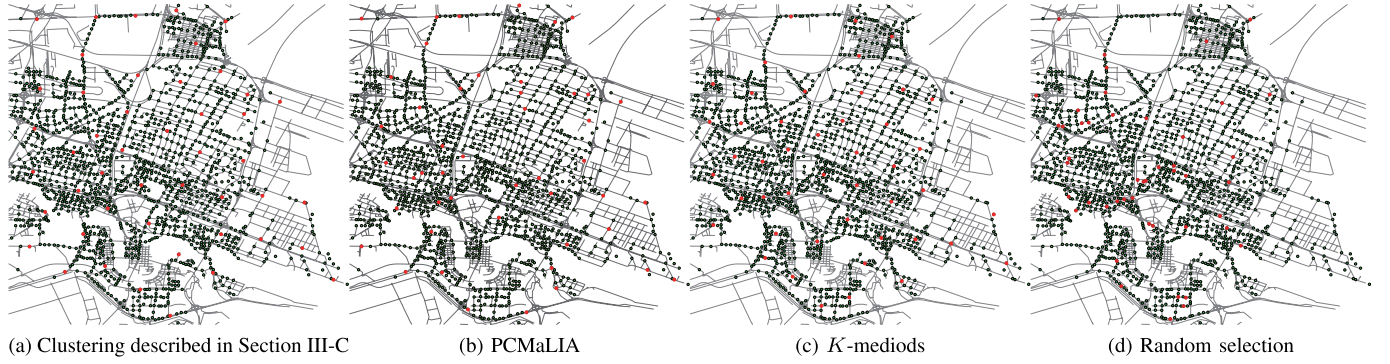 (a) Clustering described in Section III-C
(b) PCMaLIA
(c) K-mediods
(d) Random selection